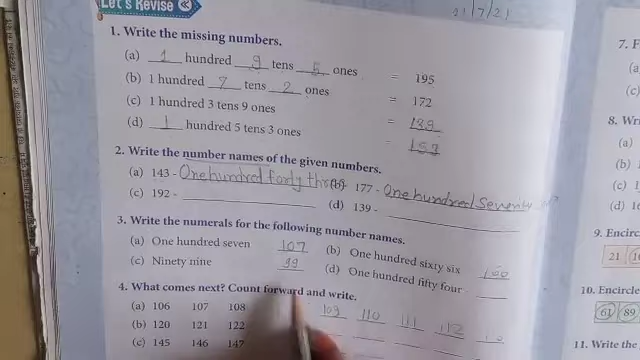 Let's Revise
21/7/21
1. Write the missing numbers.
(a) 1 hundred 9 tens 5 ones = 195
(b) 1 hundred 7 tens 2 ones = 172
(c) 1 hundred 3 tens 9 ones = 139
(d) 1 hundred 5 tens 3 ones = 153
2. Write the number names of the given numbers.
(a) 143 - One hundred forty three (b) 177 - One hundred Seventy
(c) 192 - (d) 139 -
3. Write the numerals for the following number names.
(a) One hundred seven 107 (b) One hundred sixty six
(c) Ninety nine 99 (d) One hundred fifty four
4. What comes next? Count forward and write.
(a) 106 107 108 109 110 111 112
(b) 120 121 122
(c) 145 146 147
7. F
(a)
(c)
8. Wri
(a)
(b)
(c) 1
(d) 1
9. Encirc
21
10. Encircle
61 89
11. Write the